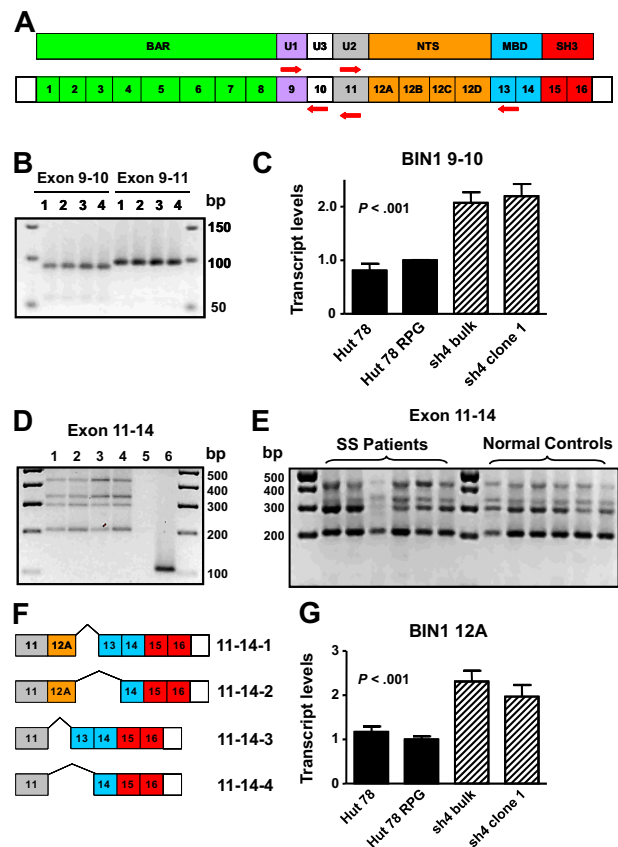 A
BAR U1 U3 U2 NTS MBD SH3
1 2 3 4 5 6 7 8 9 10 11 12A 12B 12C 12D 13 14 15 16
B
Exon 9-10 Exon 9-11
1 2 3 4 1 2 3 4 bp
150
100
50
C
BIN1 9-10
Transcript levels
2.0
1.0
0
P < .001
Hut 78
Hut 78 RPG
sh4 bulk
sh4 clone 1
D
Exon 11-14
1 2 3 4 5 6 bp
500
400
300
200
100
E
Exon 11-14
SS Patients Normal Controls
bp
500
400
300
200
F
11 12A 13 14 15 16 11-14-1
11 12A 14 15 16 11-14-2
11 13 14 15 16 11-14-3
11 14 15 16 11-14-4
G
BIN1 12A
Transcript levels
3
2
1
0
P < .001
Hut 78
Hut 78 RPG
sh4 bulk
sh4 clone 1